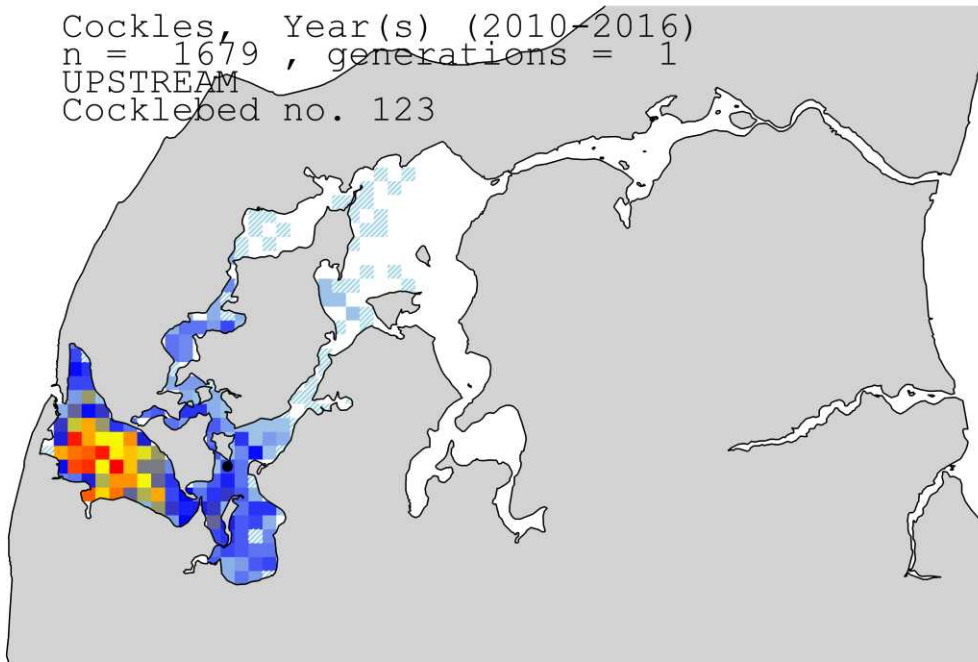 Cockles, Year(s) (2010-2016)
n = 1679 , generations = 1
UPSTREAM
Cocklebed no. 123